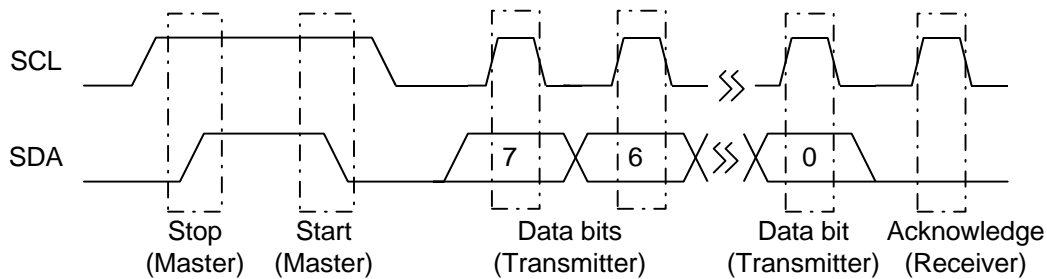 SCL
SDA
7 6 0
Stop Start Data bits Data bit Acknowledge
(Master) (Master) (Transmitter) (Transmitter) (Receiver)